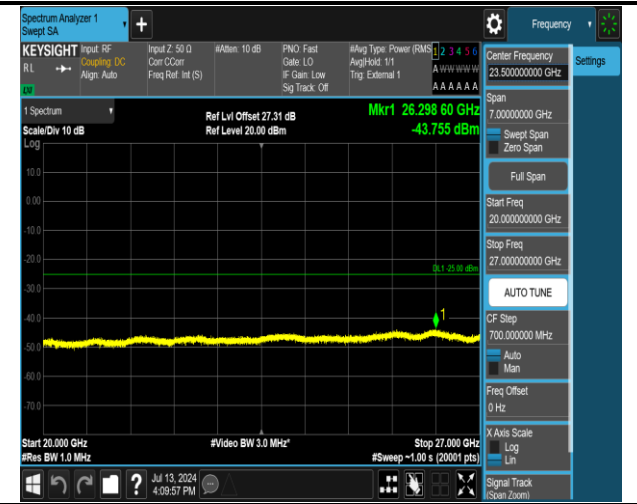 Spectrum Analyzer 1
Swept SA
Frequency
KEYSIGHT
RL
Input: RF
Coupling: DC
Align: Auto
Input Z: 50 Ω
Corr CCorr
Freq Ref: Int (S)
#Atten: 10 dB
PNO: Fast
Gate: LO
IF Gain: Low
Sig Track: Off
#Avg Type: Power (RMS)
Avg|Hold: 1/1
Trig: External 1
1 2 3 4 5 6
A W W W W W
A A A A A A
1 Spectrum
Scale/Div 10 dB
Ref Lvl Offset 27.31 dB
Ref Level 20.00 dBm
Mkr1 26.298 60 GHz
-43.755 dBm
Log
10.0
0.00
-10.0
-20.0
-30.0
-40.0
-50.0
-60.0
-70.0
DL1 -25.00 dBm
1
Start 20.000 GHz
#Res BW 1.0 MHz
#Video BW 3.0 MHz*
Stop 27.000 GHz
#Sweep ~1.00 s (20001 pts)
Jul 13, 2024
4:09:57 PM
Center Frequency
23.500000000 GHz
Settings
Span
7.00000000 GHz
Swept Span
Zero Span
Full Span
Start Freq
20.000000000 GHz
Stop Freq
27.000000000 GHz
AUTO TUNE
CF Step
700.000000 MHz
Auto
Man
Freq Offset
0 Hz
X Axis Scale
Log
Lin
Signal Track
(Span Zoom)